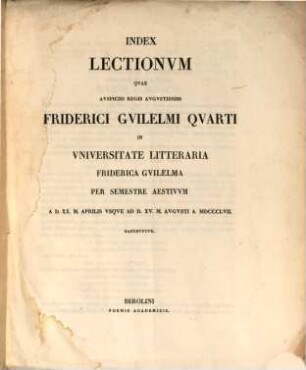 INDEX
LECTIONVM
QVAE
AVSPICIIS REGIS AVGVSTISSIMI
FRIDERICI GVILELMI QVARTI
IN
VNIVERSITATE LITTERARIA
FRIDERICA GVILELMA
PER SEMESTRE AESTIVVM
A D. XX. M. APRILIS VSQVE AD D. XV. M. AVGVSTI A. MDCCCLVII.
HABEBVNTVR.
BEROLINI
FORMIS ACADEMICIS.